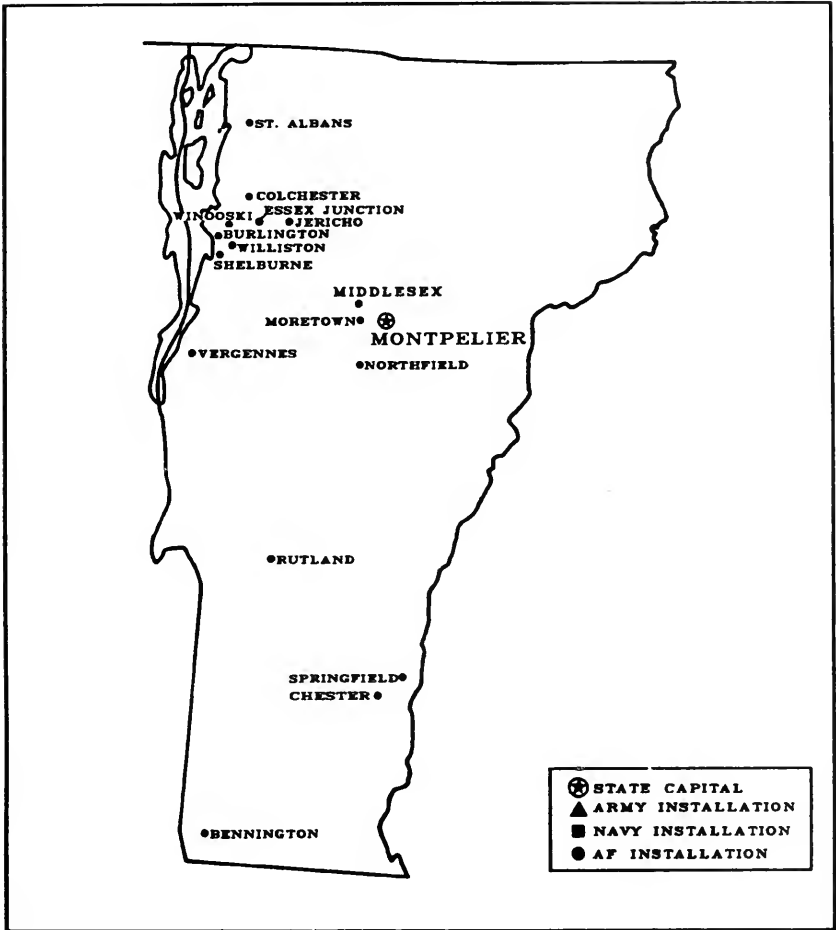 ST. ALBANS
COLCHESTER
ESSEX JUNCTION
WINOOSKI
JERICHO
BURLINGTON
WILLISTON
SHELBURNE
MIDDLESEX
MORETOWN
MONTPELIER
VERGENNES
NORTHFIELD
RUTLAND
SPRINGFIELD
CHESTER
BENNINGTON
STATE CAPITAL
ARMY INSTALLATION
NAVY INSTALLATION
AF INSTALLATION